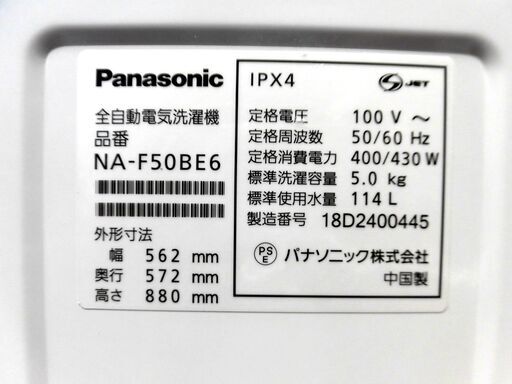 Panasonic
全自動電気洗濯機
品番
NA-F50BE6
外形寸法
幅 562 mm
奥行 572 mm
高さ 880 mm
IPX4 S JET
定格電圧 100 V ～
定格周波数 50/60 Hz
定格消費電力 400/430 W
標準洗濯容量 5.0 kg
標準使用水量 114 L
製造番号 18D2400445
PS
E パナソニック株式会社
中国製